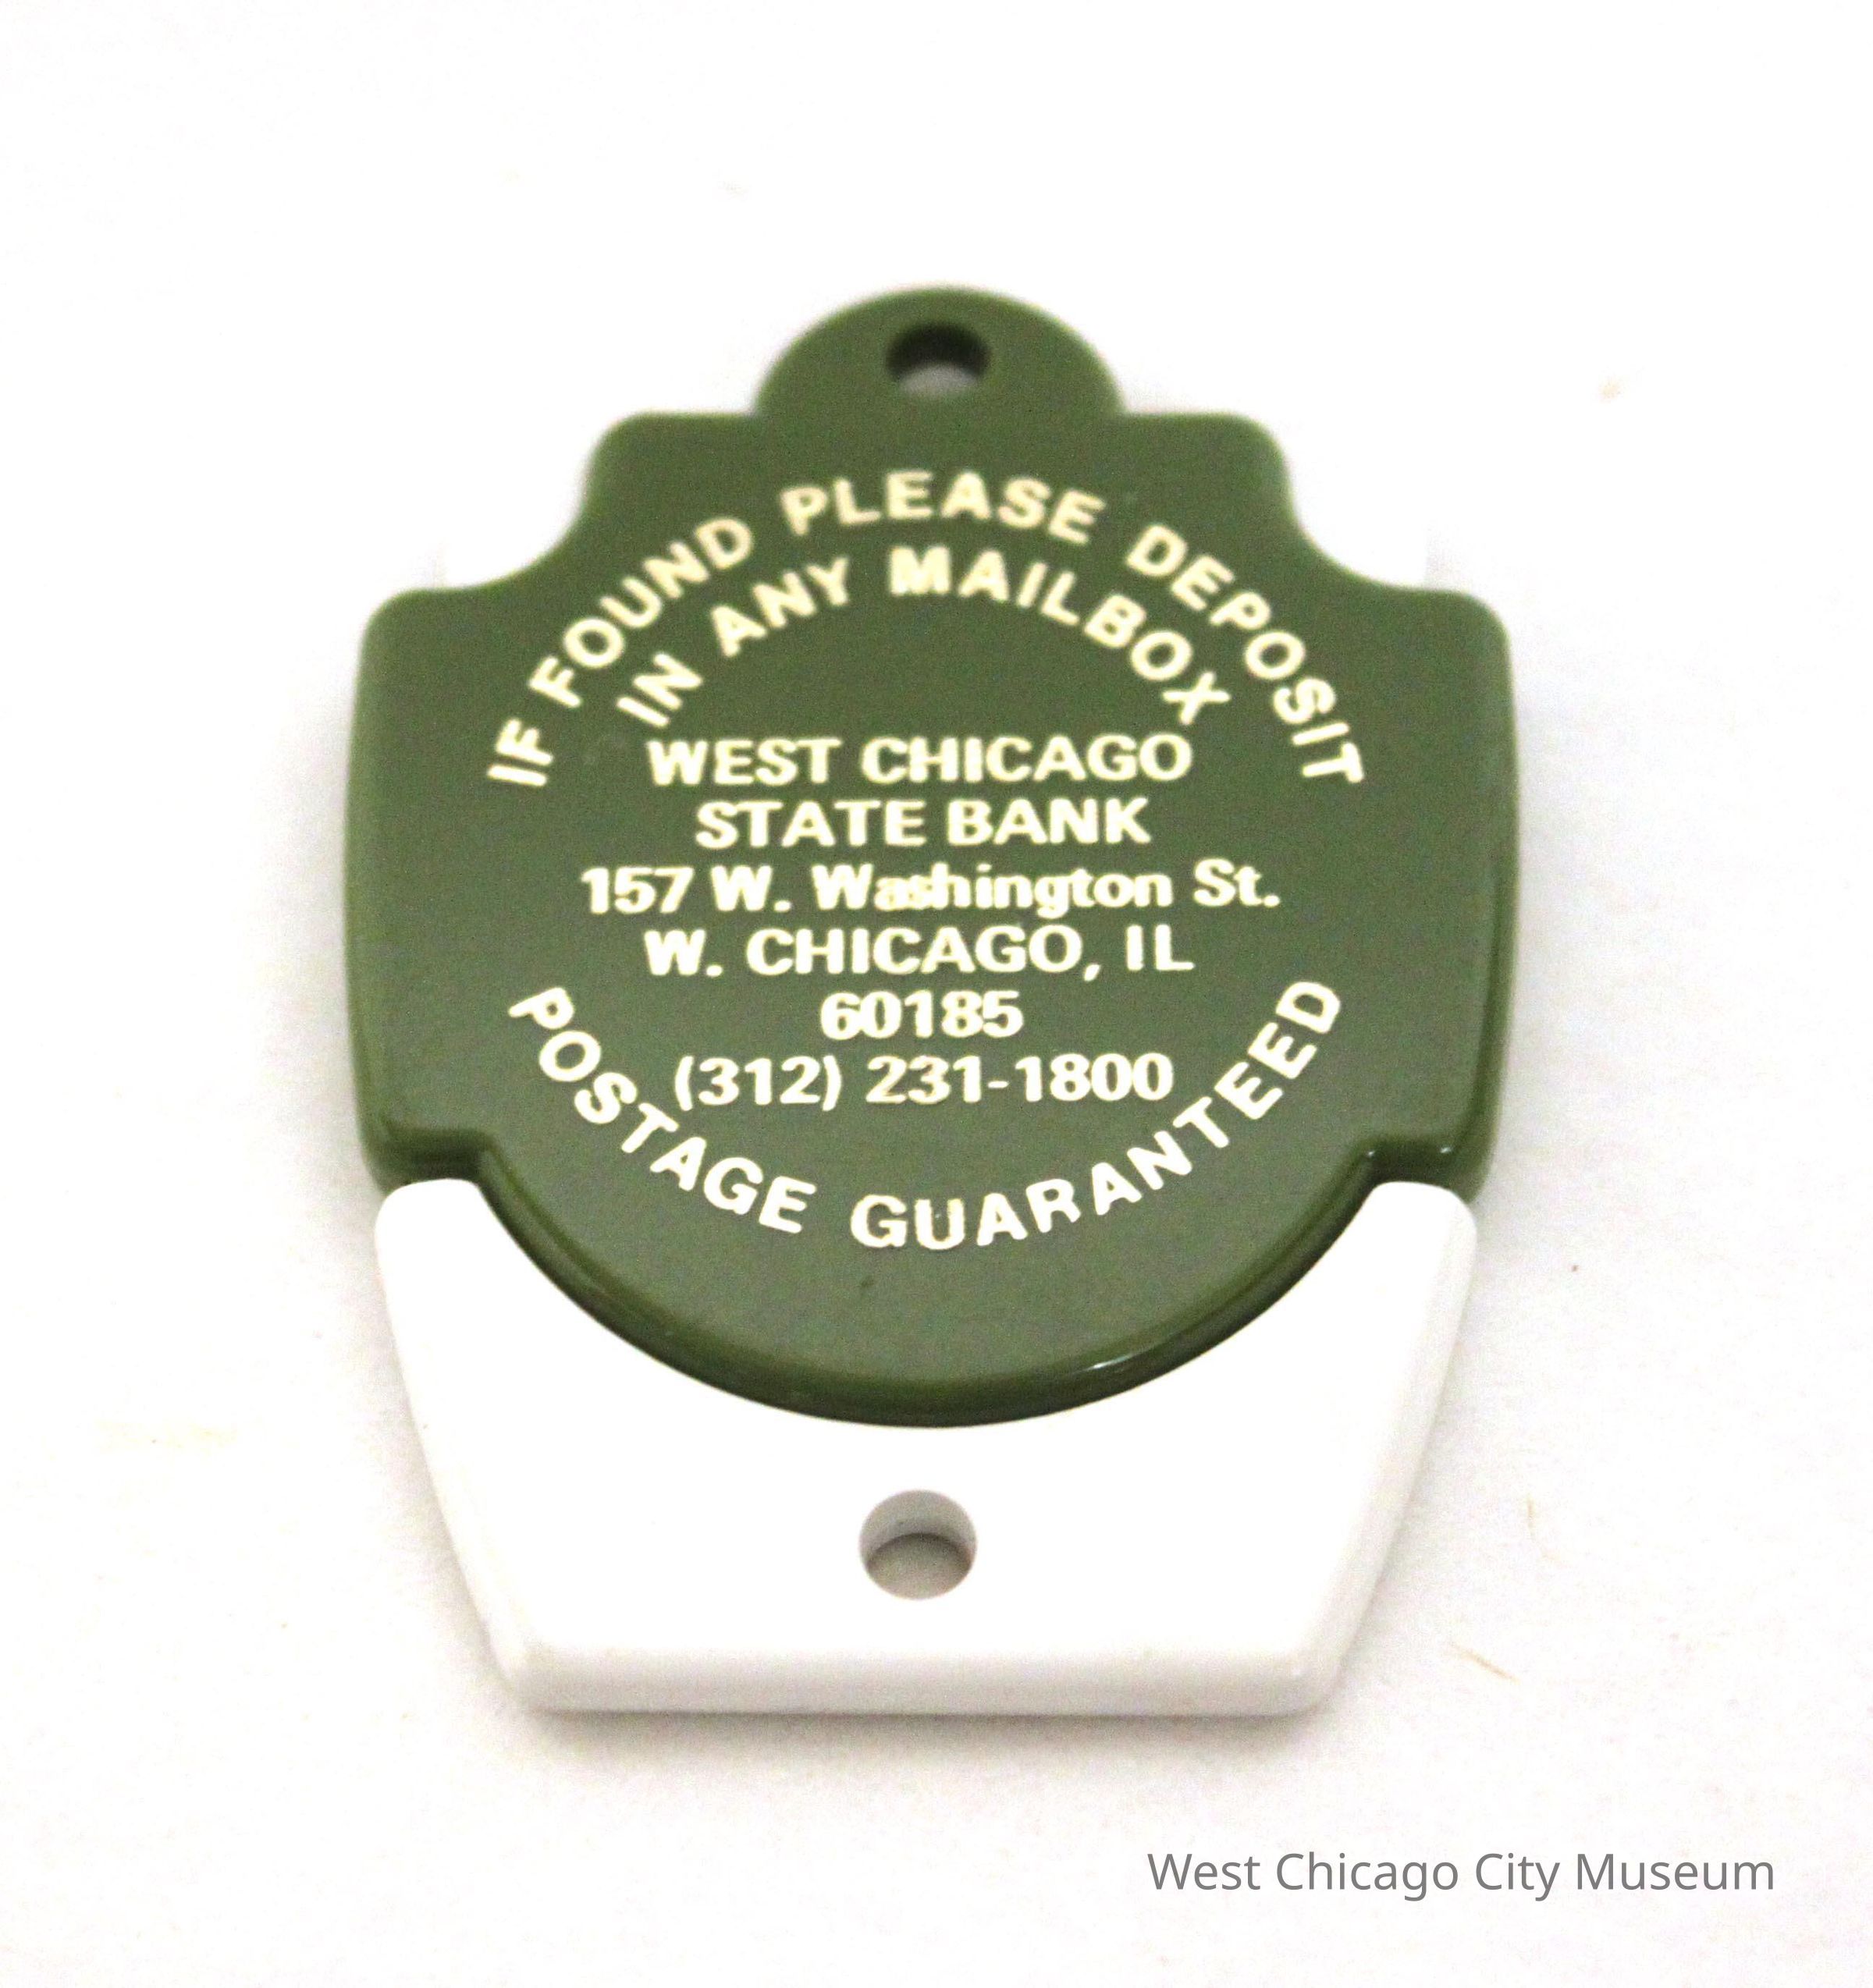 IF FOUND PLEASE DEPOSIT
IN ANY MAILBOX
WEST CHICAGO
STATE BANK
157 W. Washington St.
W. CHICAGO, IL
60185
(312) 231-1800
POSTAGE GUARANTEED
West Chicago City Museum